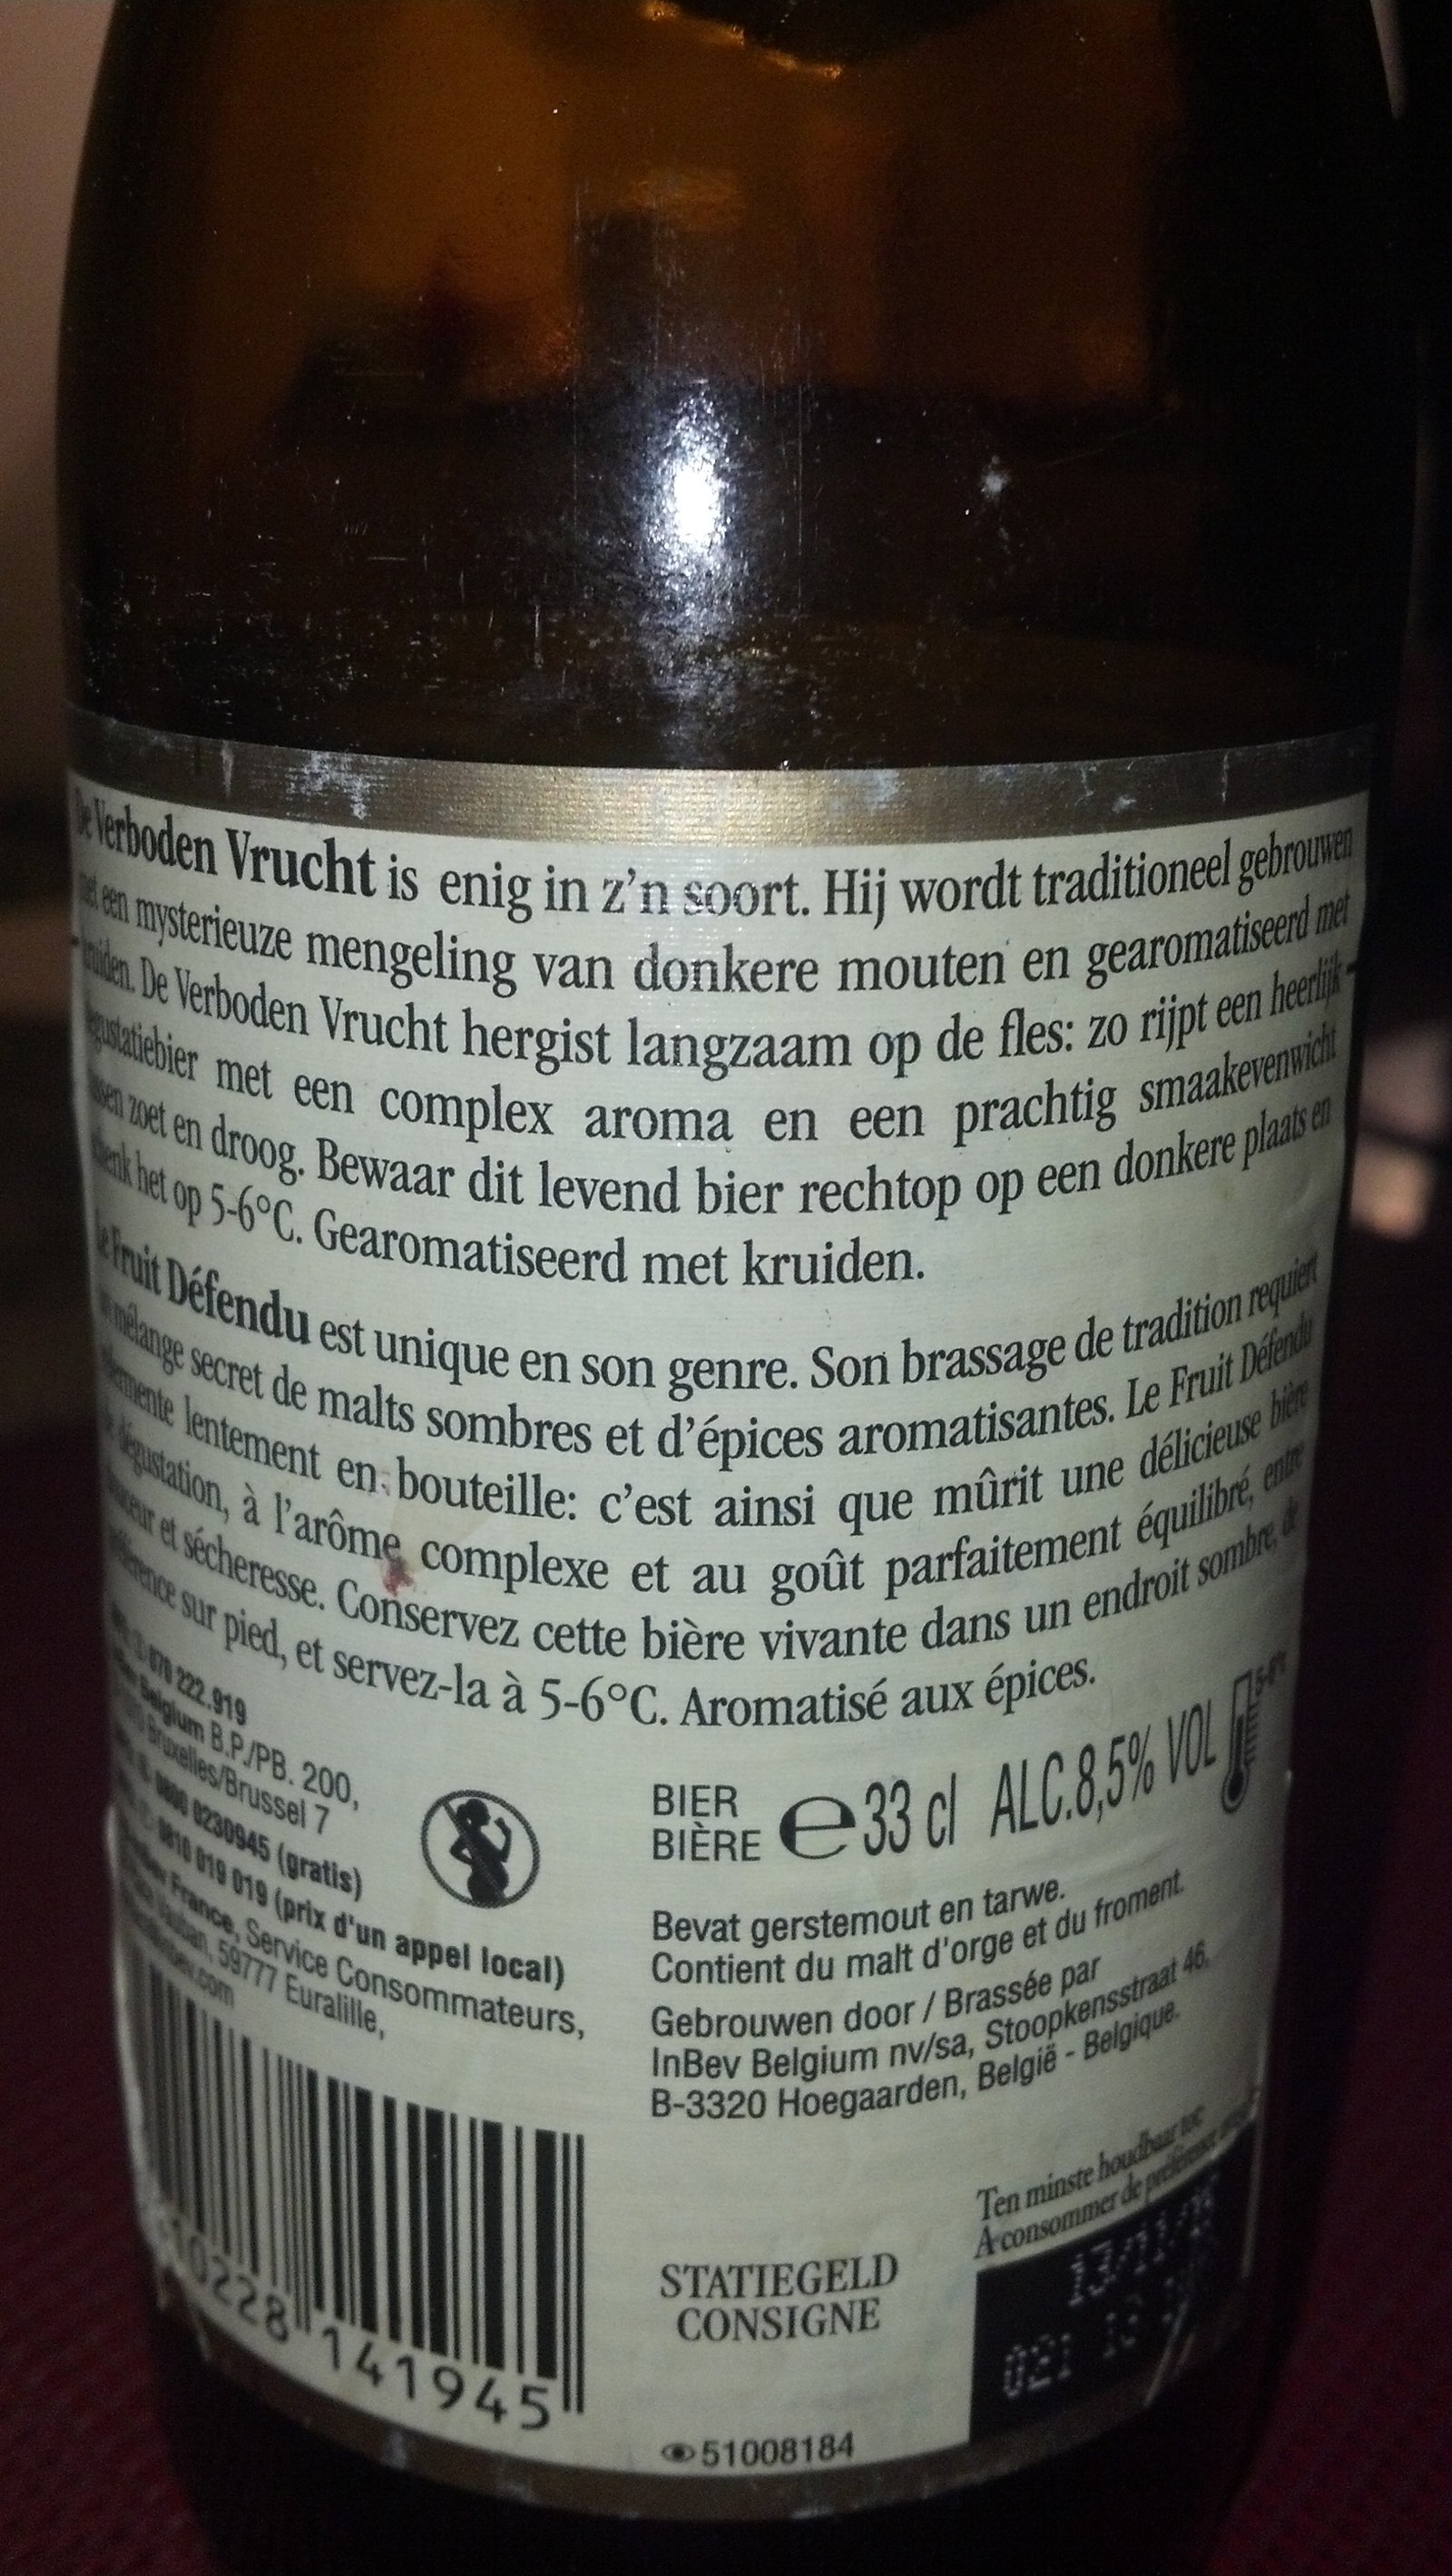 De Verboden Vrucht is enig in z'n soort. Hij wordt traditioneel gebrouwen
met een mysterieuze mengeling van donkere mouten en gearomatiseerd met
kruiden. De Verboden Vrucht hergist langzaam op de fles: zo rijpt een heerlijk
degustatiebier met een complex aroma en een prachtig smaakevenwicht
tussen zoet en droog. Bewaar dit levend bier rechtop op een donkere plaats en
schenk het op 5-6°C. Gearomatiseerd met kruiden.
Le Fruit Défendu est unique en son genre. Son brassage de tradition requiert
un mélange secret de malts sombres et d'épices aromatisantes. Le Fruit Défendu
refermente lentement en bouteille: c'est ainsi que mûrit une délicieuse bière
de dégustation, à l'arôme complexe et au goût parfaitement équilibré, entre
douceur et sécheresse. Conservez cette bière vivante dans un endroit sombre, de
préférence sur pied, et servez-la à 5-6°C. Aromatisé aux épices.
078 222.919
InBev Belgium B.P./PB. 200,
Bruxelles/Brussel 7
0800 0230945 (gratis)
0810 019 019 (prix d'un appel local)
InBev France, Service Consommateurs,
59777 Euralille,
BIER
BIÈRE
e 33 cl ALC.8,5% VOL
Bevat gerstemout en tarwe.
Contient du malt d'orge et du froment.
Gebrouwen door / Brassée par
InBev Belgium nv/sa, Stoopkensstraat 46,
B-3320 Hoegaarden, België - Belgique.
Ten minste houdbaar tot:
A consommer de préférence avant
10228 141945
STATIEGELD
CONSIGNE
51008184